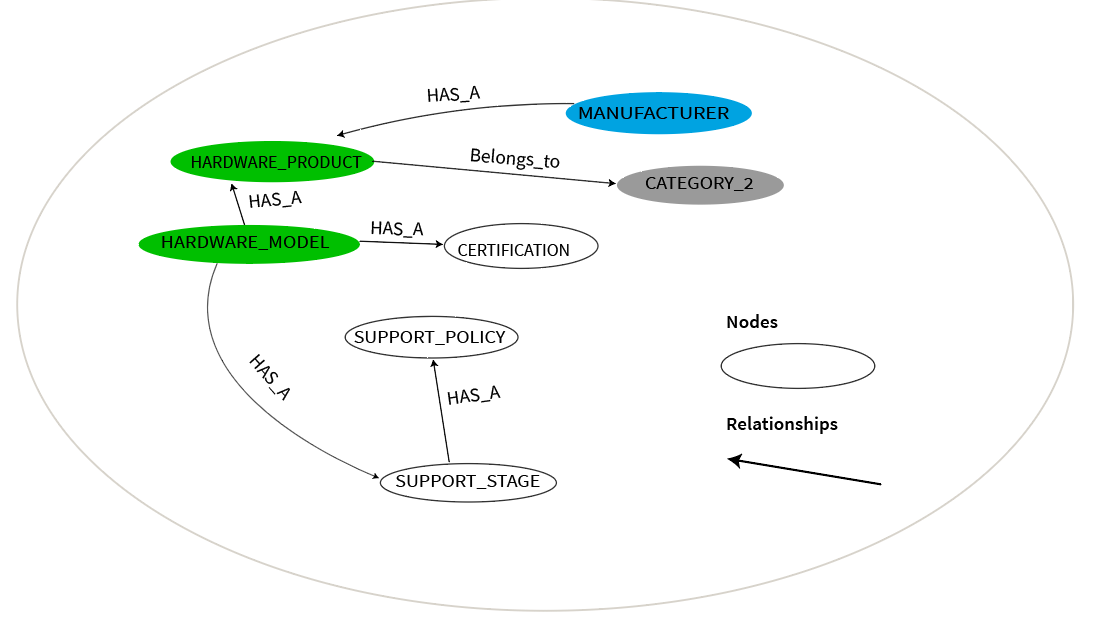 HAS_A
MANUFACTURER
HARDWARE_PRODUCT
Belongs_to
CATEGORY_2
HAS_A
HARDWARE_MODEL
HAS_A
CERTIFICATION
SUPPORT_POLICY
HAS_A
HAS_A
SUPPORT_STAGE
Nodes
Relationships